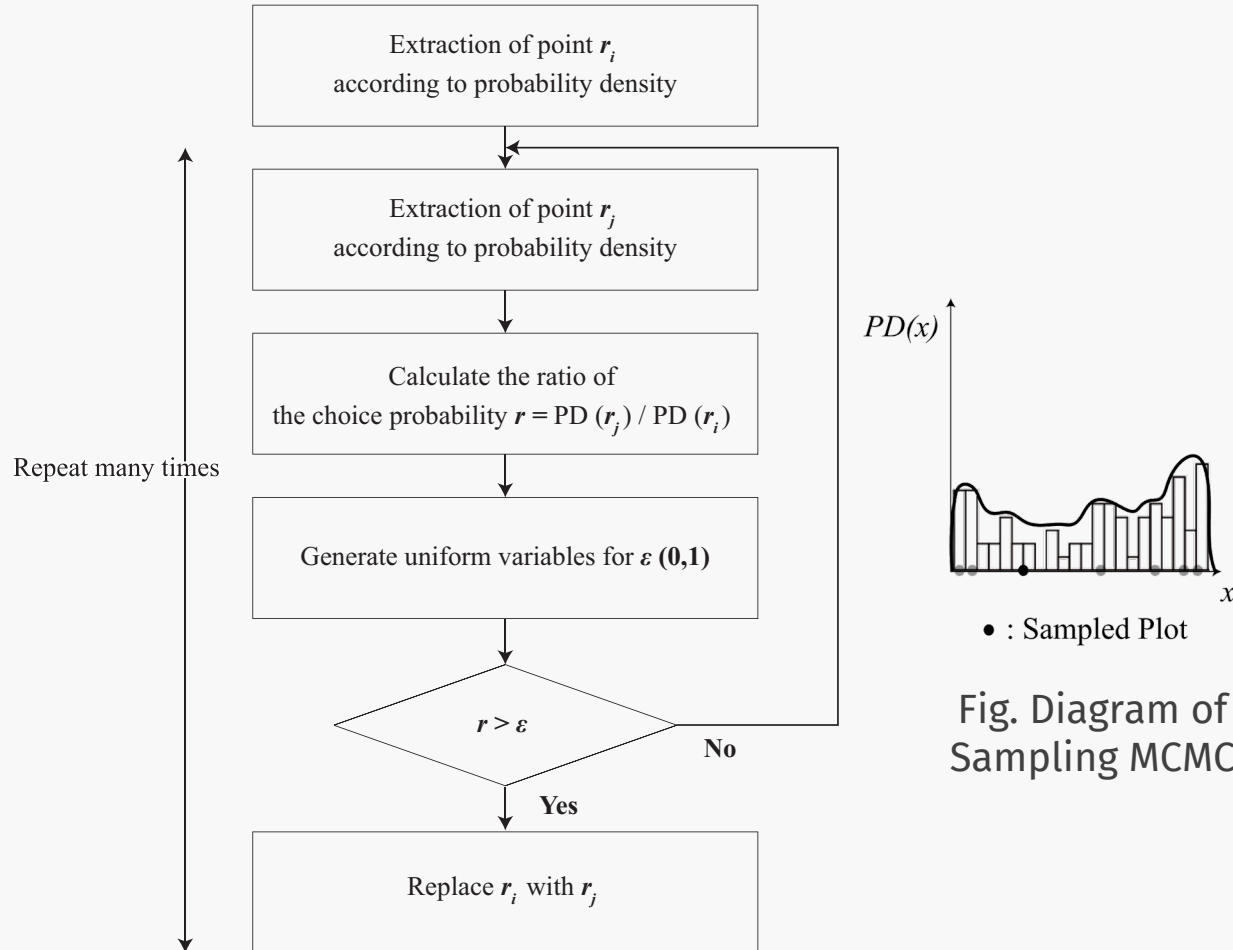 Extraction of point r_i
according to probability density
Extraction of point r_j
according to probability density
Calculate the ratio of
the choice probability r = PD (r_j) / PD (r_i)
Repeat many times
Generate uniform variables for ε (0,1)
r > ε
No
Yes
Replace r_i with r_j
PD(x)
x
• : Sampled Plot
Fig. Diagram of
Sampling MCMC